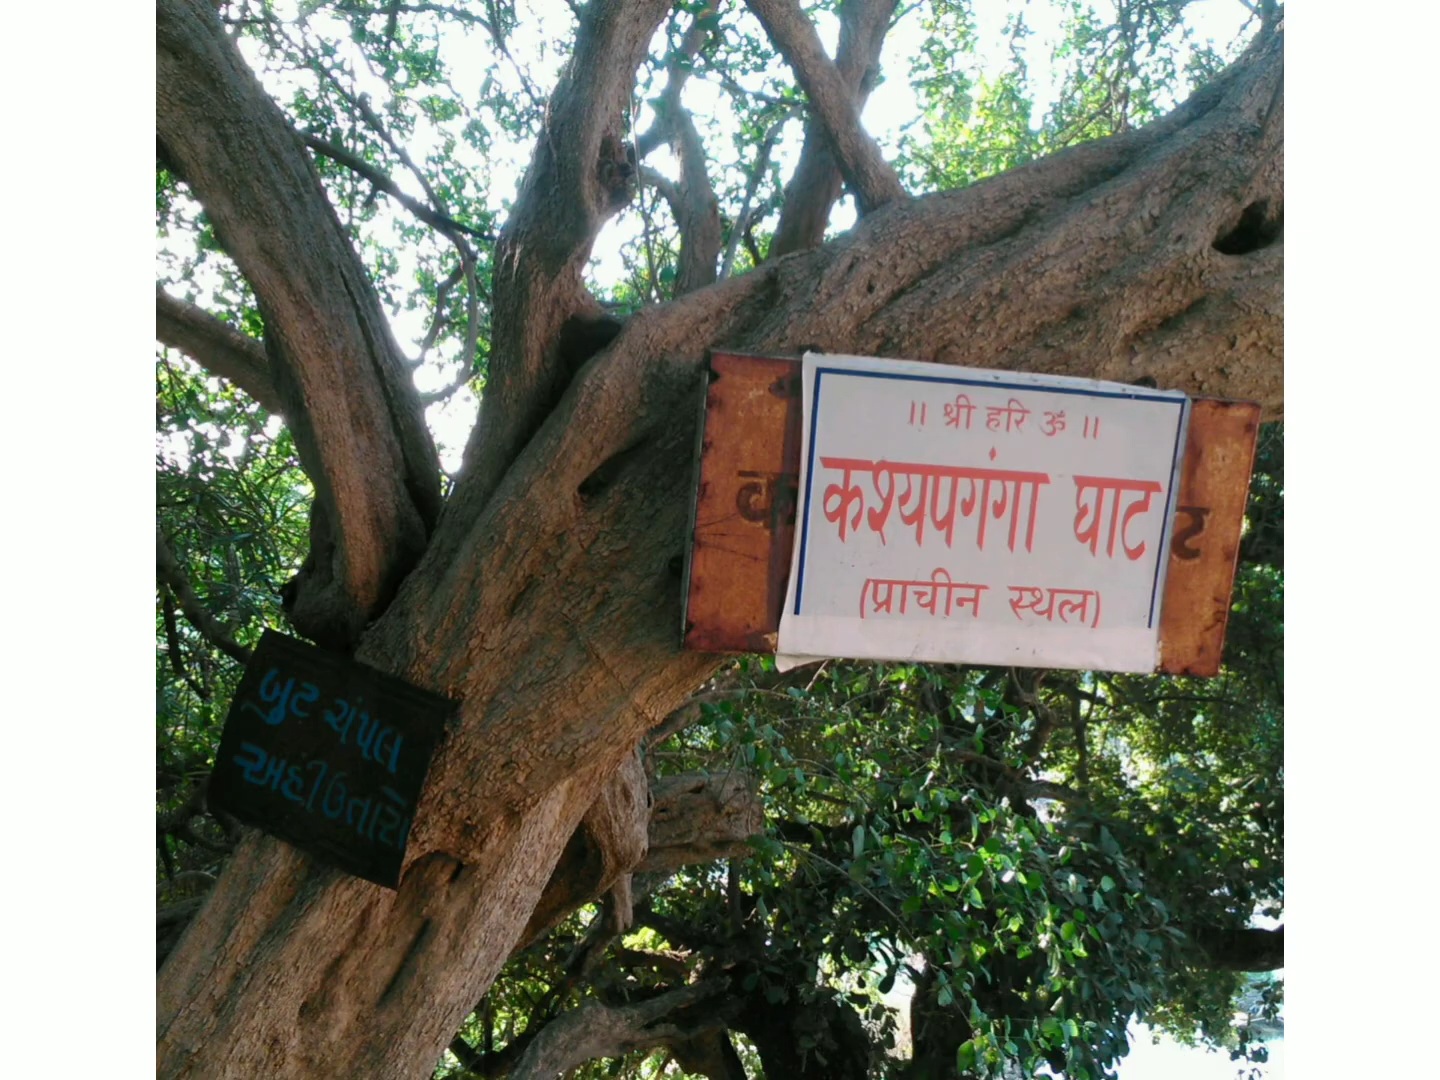 ॥ श्री हरि ॐ ॥
कश्यपगंगा घाट
(प्राचीन स्थल)
બુટ ચંપલ
અહીં ઉતારો